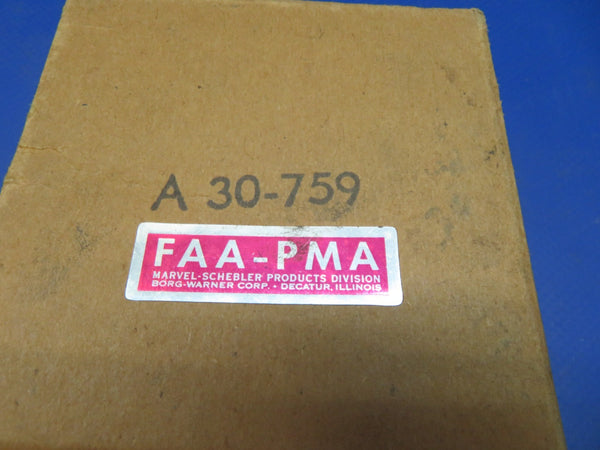 A 30-759
FAA-PMA
MARVEL-SCHEBLER PRODUCTS DIVISION
BORG-WARNER CORP. • DECATUR, ILLINOIS